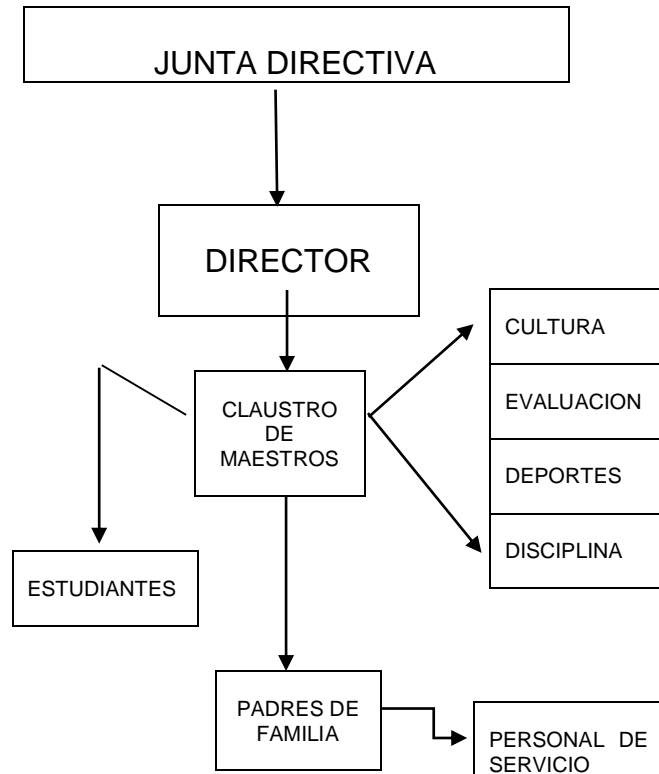 JUNTA DIRECTIVA
DIRECTOR
CULTURA
EVALUACION
DEPORTES
DISCIPLINA
CLAUSTRO
DE
MAESTROS
ESTUDIANTES
PADRES DE
FAMILIA
PERSONAL DE
SERVICIO